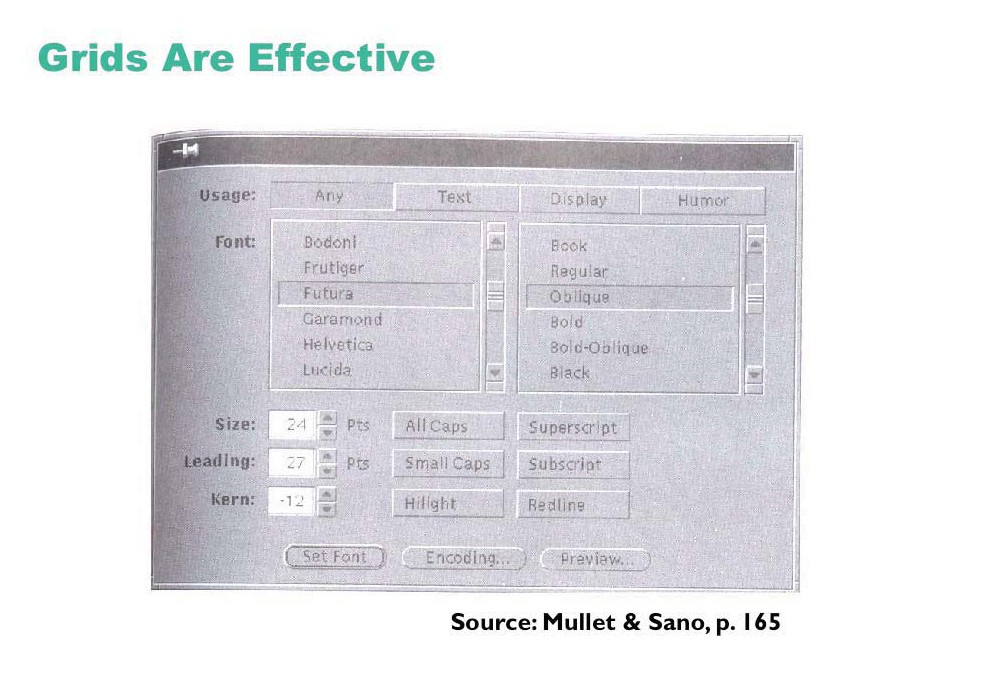 Grids Are Effective
Usage: Any Text Display Humor
Font: Bodoni Book
Frutiger Regular
Futura Oblique
Garamond Bold
Helvetica Bold-Oblique
Lucida Black
Size: 24 Pts All Caps Superscript
Leading: 27 Pts Small Caps Subscript
Kern: -12 Hilight Redline
Set Font Encoding... Preview...
Source: Mullet & Sano, p. 165